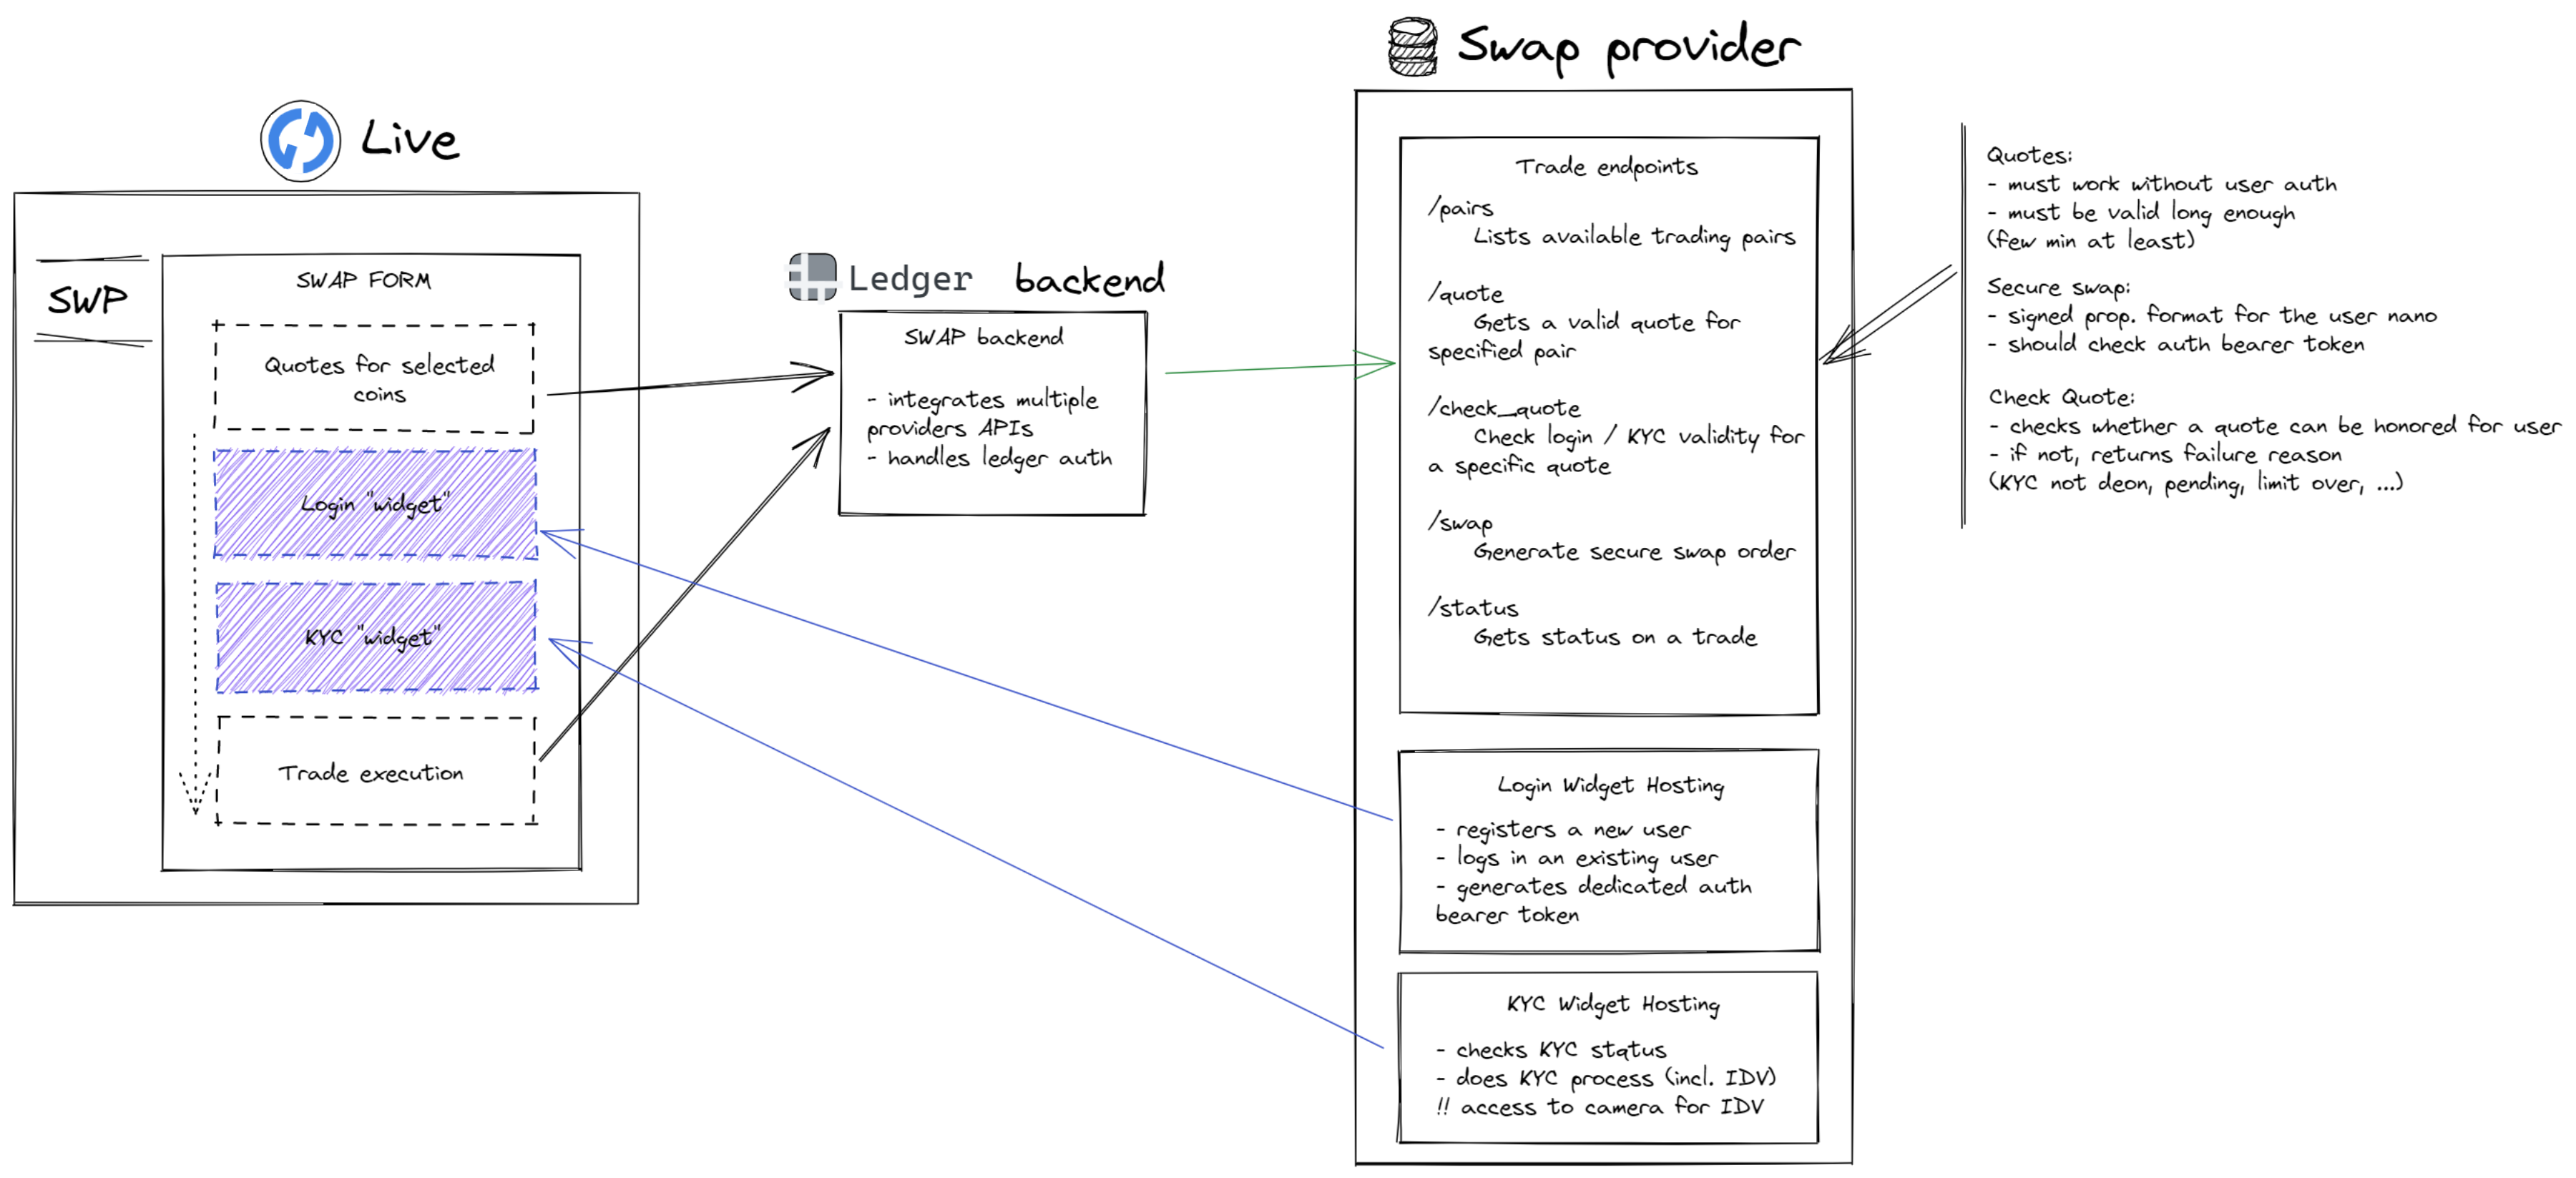 Live
SWP
SWAP FORM
Quotes for selected
coins
Login "widget"
KYC "widget"
Trade execution
Ledger backend
SWAP backend
- integrates multiple
providers APIs
- handles ledger auth
Swap provider
Trade endpoints
/pairs
Lists available trading pairs
/quote
Gets a valid quote for
specified pair
/check_quote
Check login / KYC validity for
a specific quote
/swap
Generate secure swap order
/status
Gets status on a trade
Login Widget Hosting
- registers a new user
- logs in an existing user
- generates dedicated auth
bearer token
KYC Widget Hosting
- checks KYC status
- does KYC process (incl. IDV)
!! access to camera for IDV
Quotes:
- must work without user auth
- must be valid long enough
(few min at least)
Secure swap:
- signed prop. format for the user nano
- should check auth bearer token
Check Quote:
- checks whether a quote can be honored for user
- if not, returns failure reason
(KYC not deon, pending, limit over, ...)